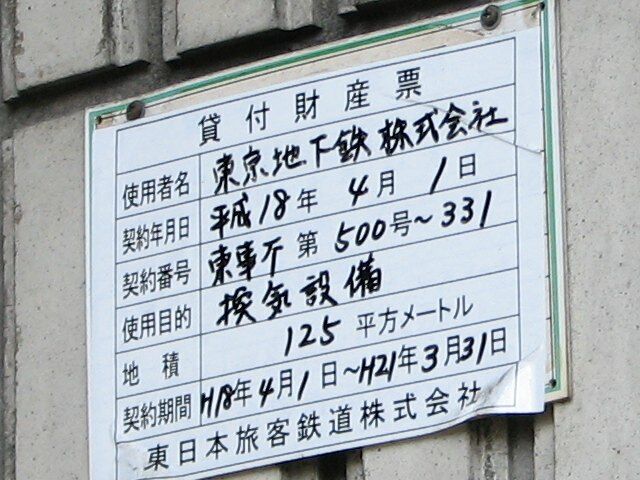 貸付財産票
使用者名 東京地下鉄株式会社
契約年月日 平成18年 4月 1日
契約番号 東事不 第500号~331
使用目的 換気設備
地積 125 平方メートル
契約期間 H18年4月1日~H21年3月31日
東日本旅客鉄道株式会社